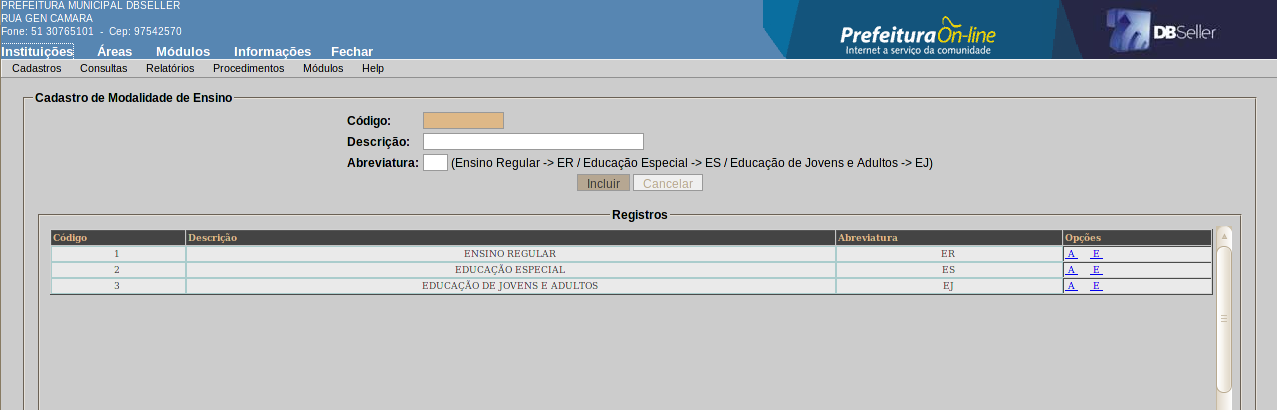 PREFEITURA MUNICIPAL DBSELLER
RUA GEN CAMARA
Fone: 51 30765101 - Cep: 97542570
Instituições Áreas Módulos Informações Fechar
Prefeitura On-line
Internet a serviço da comunidade
DBSeller
Cadastros Consultas Relatórios Procedimentos Módulos Help
Cadastro de Modalidade de Ensino
Código:
Descrição:
Abreviatura: (Ensino Regular -> ER / Educação Especial -> ES / Educação de Jovens e Adultos -> EJ)
Incluir Cancelar
Registros
Código Descrição Abreviatura Opções
1 ENSINO REGULAR ER A E
2 EDUCAÇÃO ESPECIAL ES A E
3 EDUCAÇÃO DE JOVENS E ADULTOS EJ A E